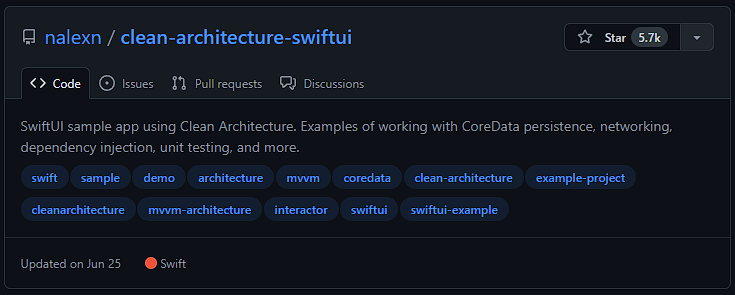 nalexn / clean-architecture-swiftui Star 5.7k
Code Issues Pull requests Discussions
SwiftUI sample app using Clean Architecture. Examples of working with CoreData persistence, networking,
dependency injection, unit testing, and more.
swift sample demo architecture mvvm coredata clean-architecture example-project
cleanarchitecture mvvm-architecture interactor swiftui swiftui-example
Updated on Jun 25 Swift